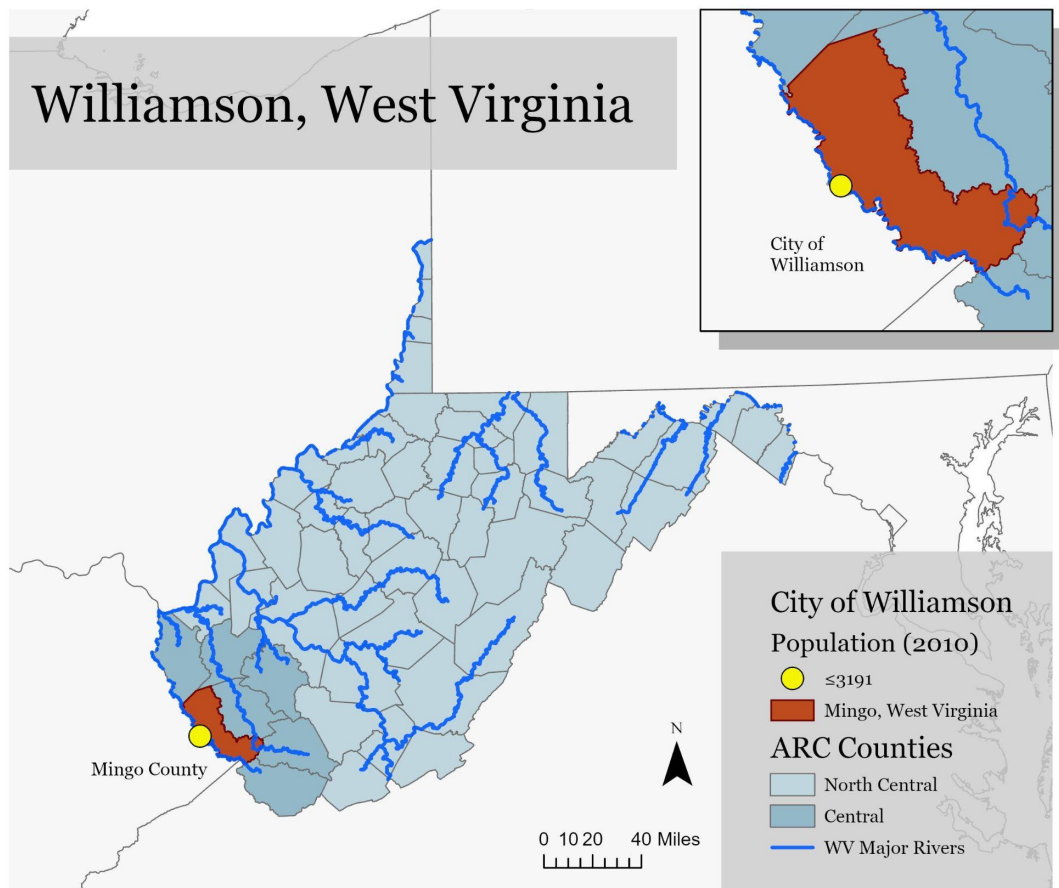 Williamson, West Virginia
City of
Williamson
Mingo County
N
0 10 20 40 Miles
City of Williamson
Population (2010)
≤3191
Mingo, West Virginia
ARC Counties
North Central
Central
WV Major Rivers